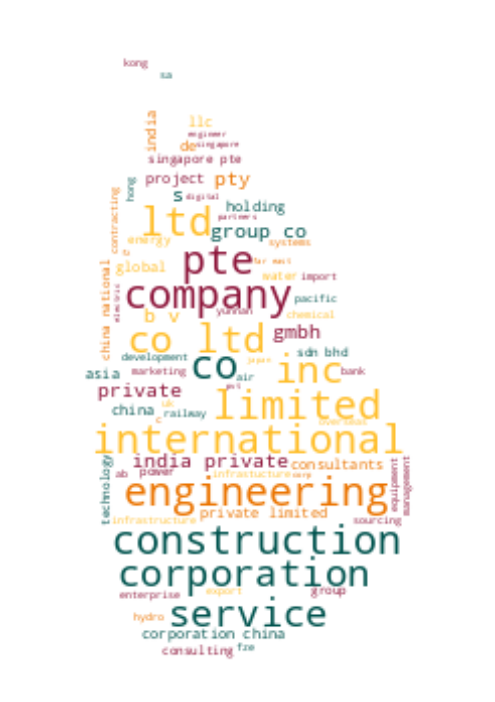 kong
sa
india
llc
engineer
de singapore
singapore pte
project pty
hong
s digital
holding
contracting
partners
ltd group co
energy systems
pte far east
global water import
china national
electric
company pacific
yunnan
b v chemical
co ltd gmbh
development sdn bhd
japan
co inc
asia marketing air bank
private limited
uk
china railway
c overseas
international
india private consultants
technology
ab power infrastucture corp
equipment
management
engineering
private limited
infrastructure sourcing
construction
corporation
enterprise export group
hydro service
corporation china
consulting fze